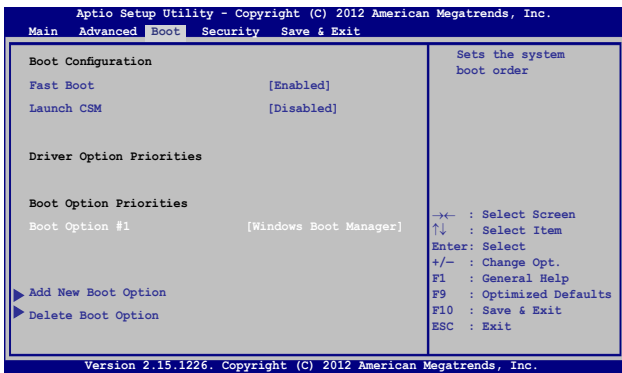 Aptio Setup Utility - Copyright (C) 2012 American Megatrends, Inc.
Main Advanced Boot Security Save & Exit
Boot Configuration
Fast Boot [Enabled]
Launch CSM [Disabled]
Driver Option Priorities
Boot Option Priorities
Boot Option #1 [Windows Boot Manager]
Add New Boot Option
Delete Boot Option
Sets the system
boot order
→← : Select Screen
↑↓ : Select Item
Enter: Select
+/— : Change Opt.
F1 : General Help
F9 : Optimized Defaults
F10 : Save & Exit
ESC : Exit
Version 2.15.1226. Copyright (C) 2012 American Megatrends, Inc.